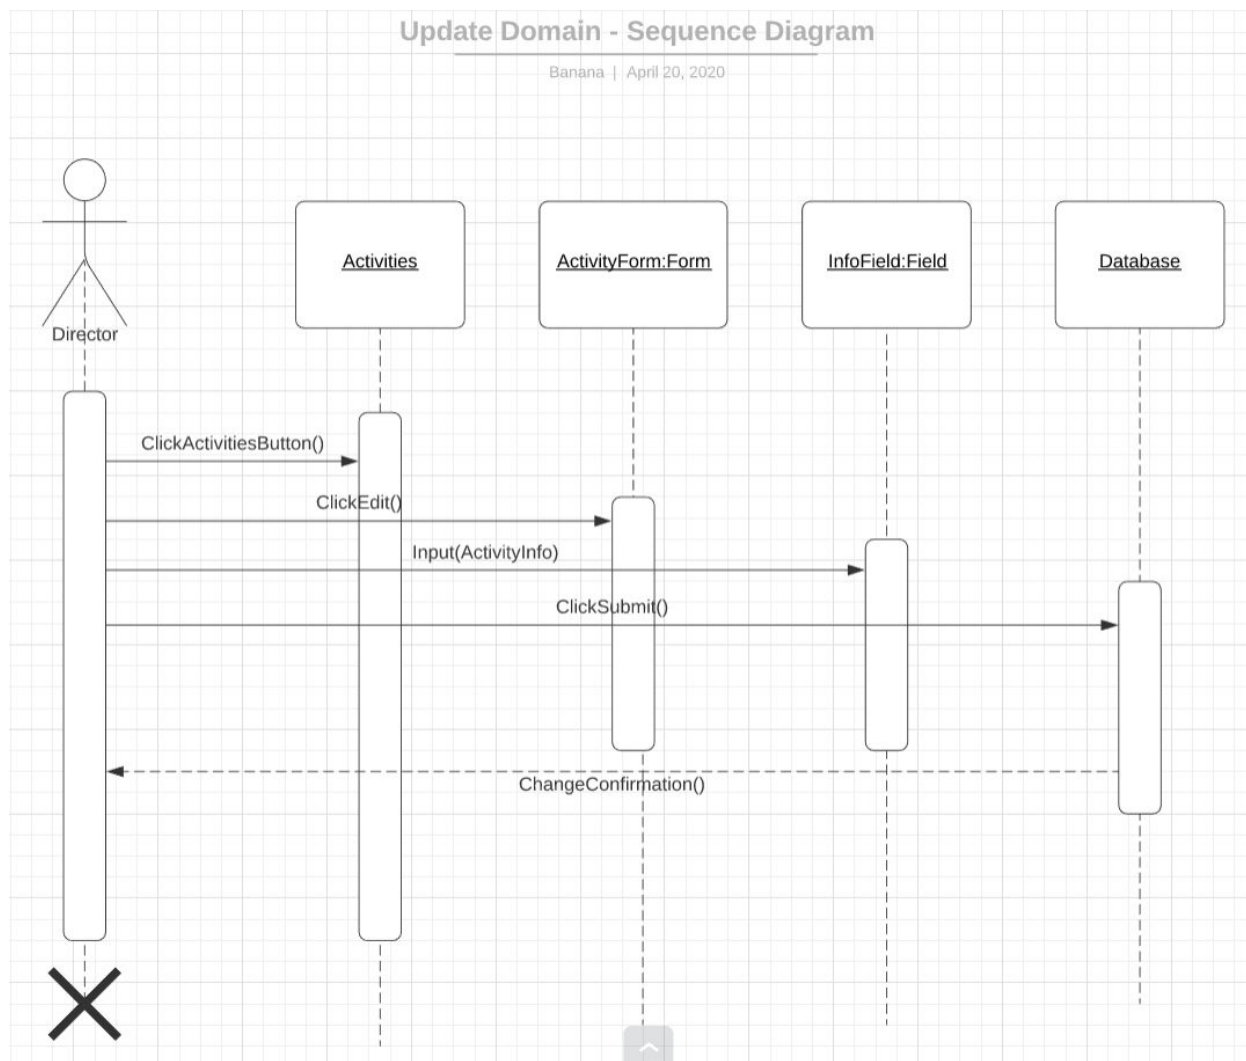 Update Domain - Sequence Diagram
Banana | April 20, 2020
Activities
ActivityForm:Form
InfoField:Field
Database
Director
ClickActivitiesButton()
ClickEdit()
Input(ActivityInfo)
ClickSubmit()
ChangeConfirmation()